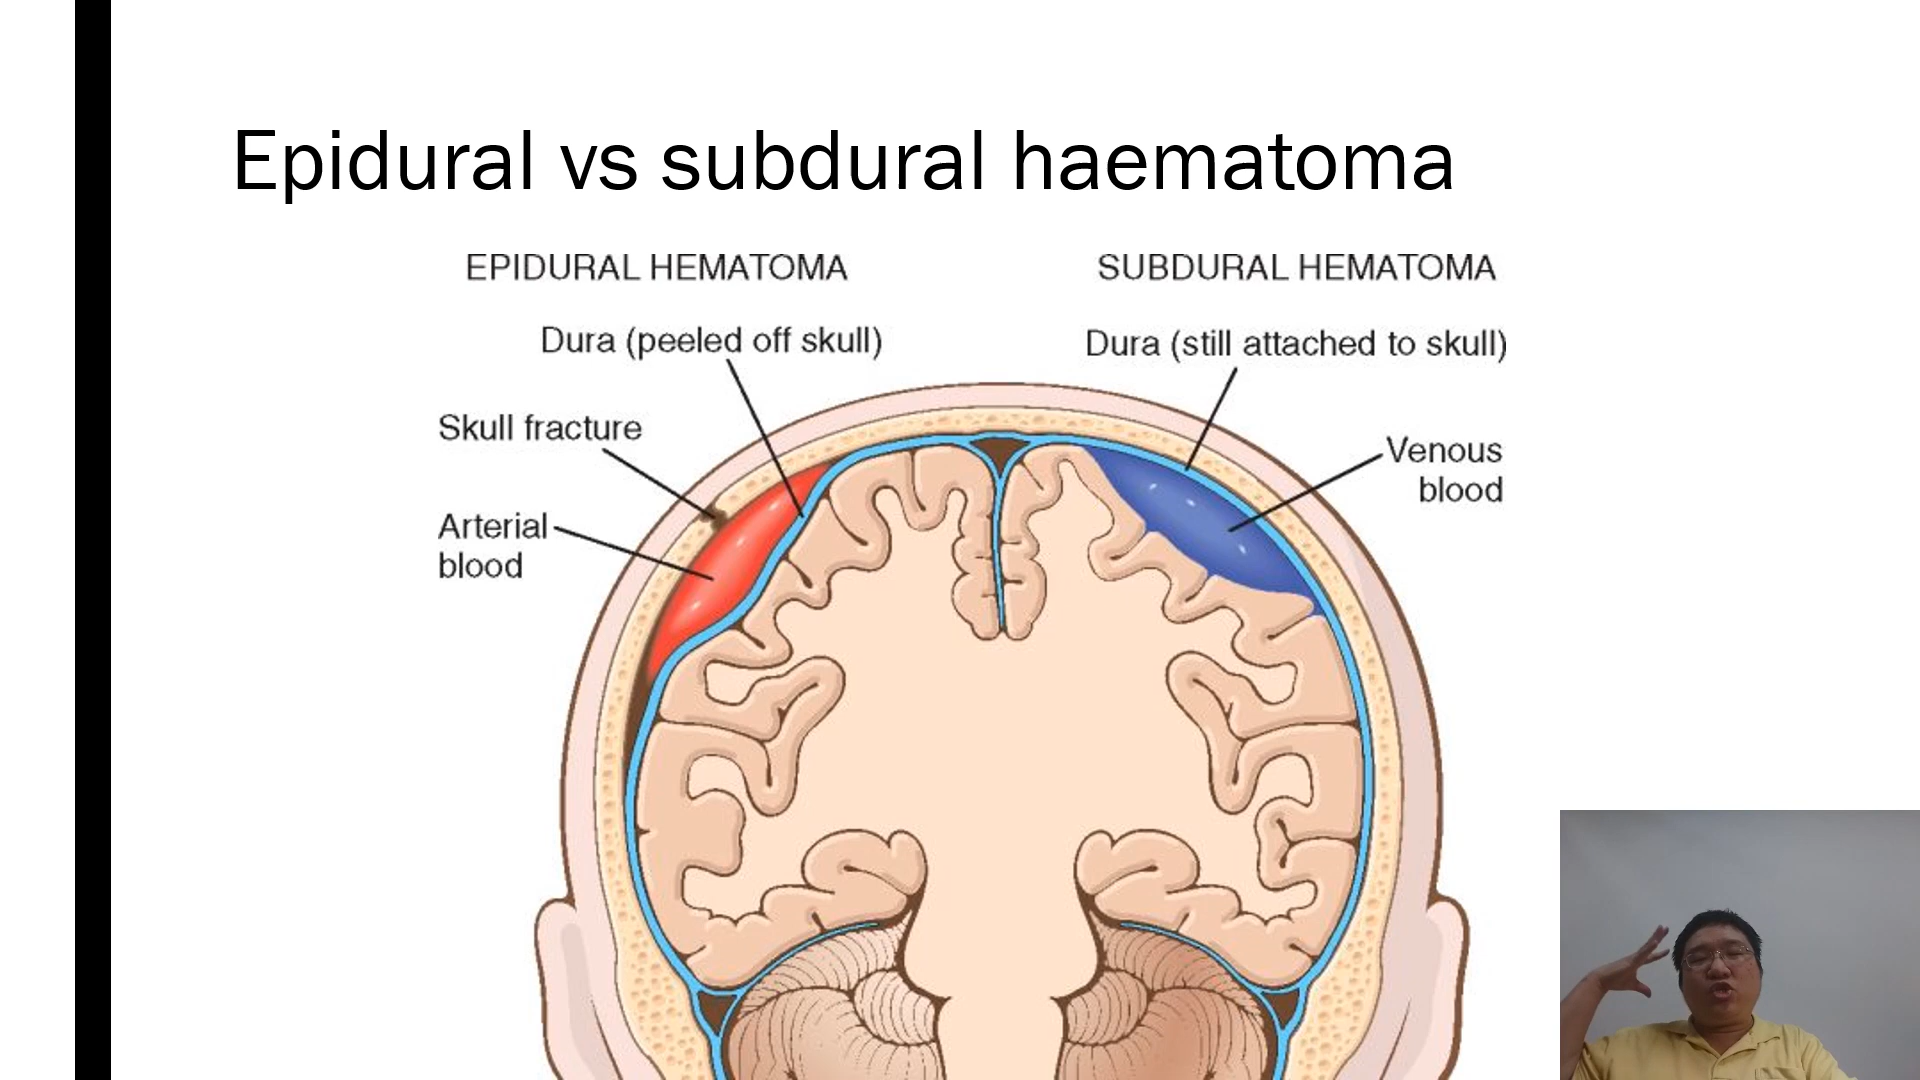 Epidural vs subdural haematoma
EPIDURAL HEMATOMA
SUBDURAL HEMATOMA
Dura (peeled off skull)
Dura (still attached to skull)
Skull fracture
Venous
blood
Arterial
blood